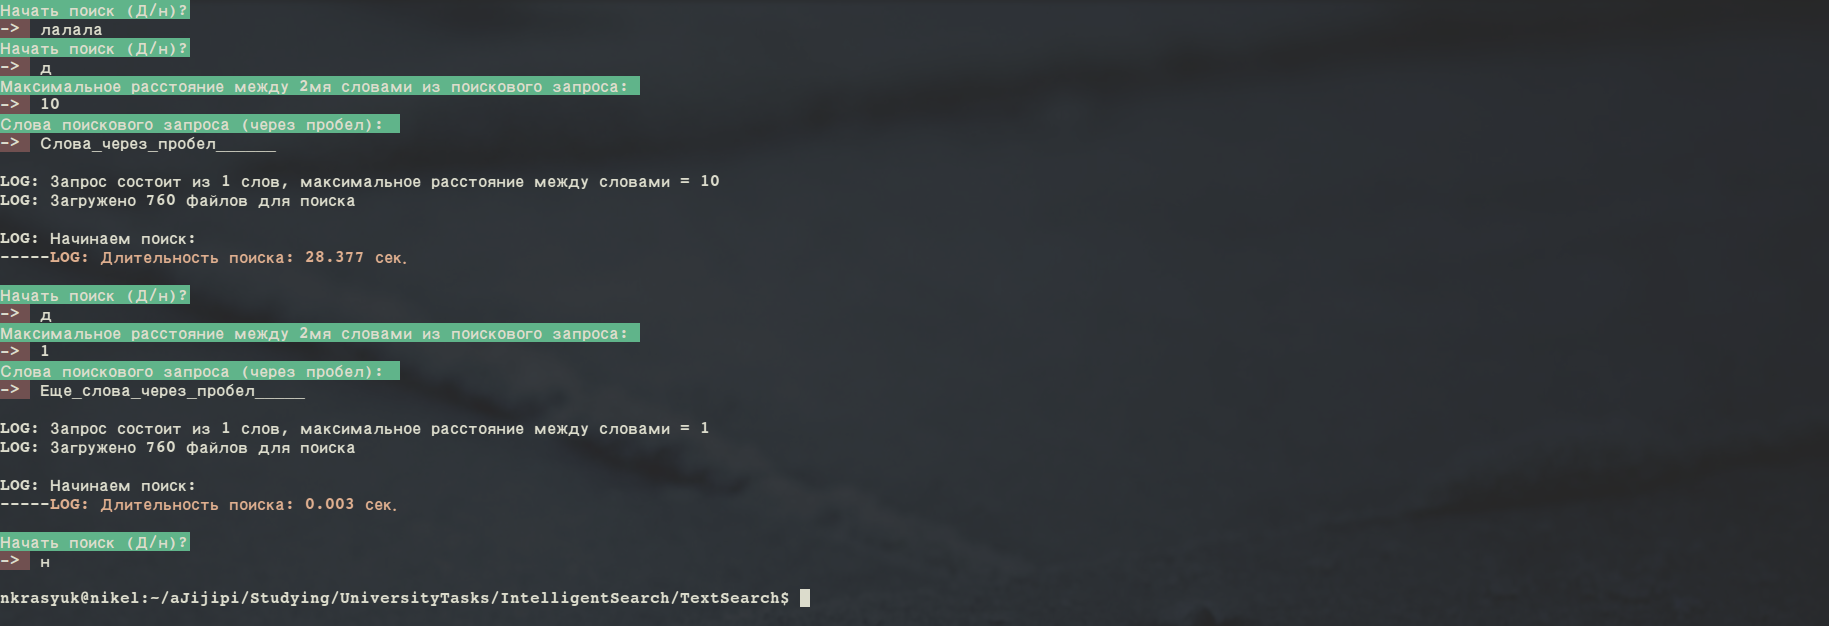 Начать поиск (Д/н)?
-> лалала
Начать поиск (Д/н)?
-> д
Максимальное расстояние между 2мя словами из поискового запроса:
-> 10
Слова поискового запроса (через пробел):
-> Слова_через_пробел______
LOG: Запрос состоит из 1 слов, максимальное расстояние между словами = 10
LOG: Загружено 760 файлов для поиска
LOG: Начинаем поиск:
-----LOG: Длительность поиска: 28.377 сек.
Начать поиск (Д/н)?
-> д
Максимальное расстояние между 2мя словами из поискового запроса:
-> 1
Слова поискового запроса (через пробел):
-> Еще_слова_через_пробел_____
LOG: Запрос состоит из 1 слов, максимальное расстояние между словами = 1
LOG: Загружено 760 файлов для поиска
LOG: Начинаем поиск:
-----LOG: Длительность поиска: 0.003 сек.
Начать поиск (Д/н)?
-> н
nkrasyuk@nikel:~/aJijipi/Studying/UniversityTasks/IntelligentSearch/TextSearch$